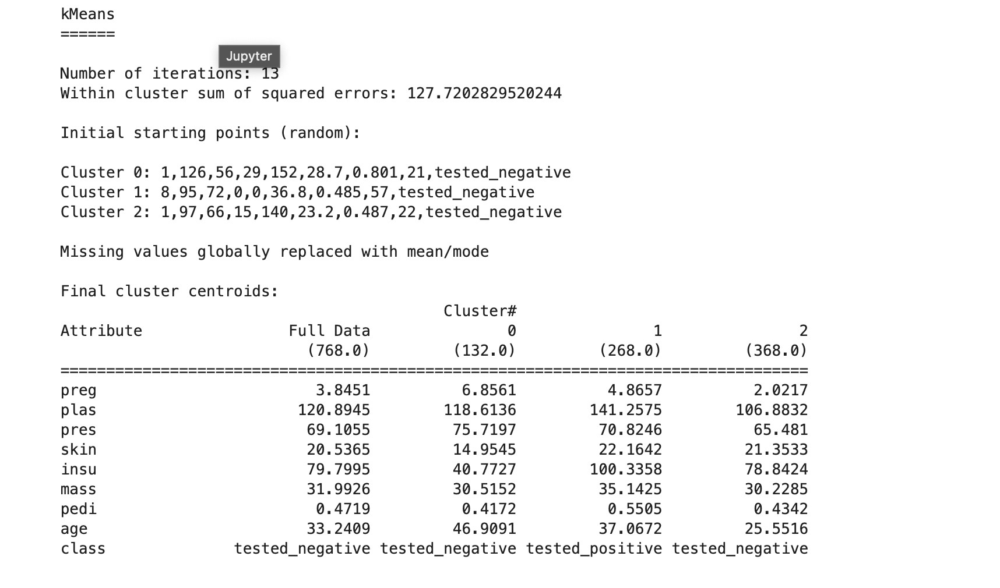 kMeans
======
Jupyter
Number of iterations: 13
Within cluster sum of squared errors: 127.7202829520244
Initial starting points (random):
Cluster 0: 1,126,56,29,152,28.7,0.801,21,tested_negative
Cluster 1: 8,95,72,0,0,36.8,0.485,57,tested_negative
Cluster 2: 1,97,66,15,140,23.2,0.487,22,tested_negative
Missing values globally replaced with mean/mode
Final cluster centroids:
Cluster#
Attribute Full Data 0 1 2
(768.0) (132.0) (268.0) (368.0)
==================================================================================
preg 3.8451 6.8561 4.8657 2.0217
plas 120.8945 118.6136 141.2575 106.8832
pres 69.1055 75.7197 70.8246 65.481
skin 20.5365 14.9545 22.1642 21.3533
insu 79.7995 40.7727 100.3358 78.8424
mass 31.9926 30.5152 35.1425 30.2285
pedi 0.4719 0.4172 0.5505 0.4342
age 33.2409 46.9091 37.0672 25.5516
class tested_negative tested_negative tested_positive tested_negative